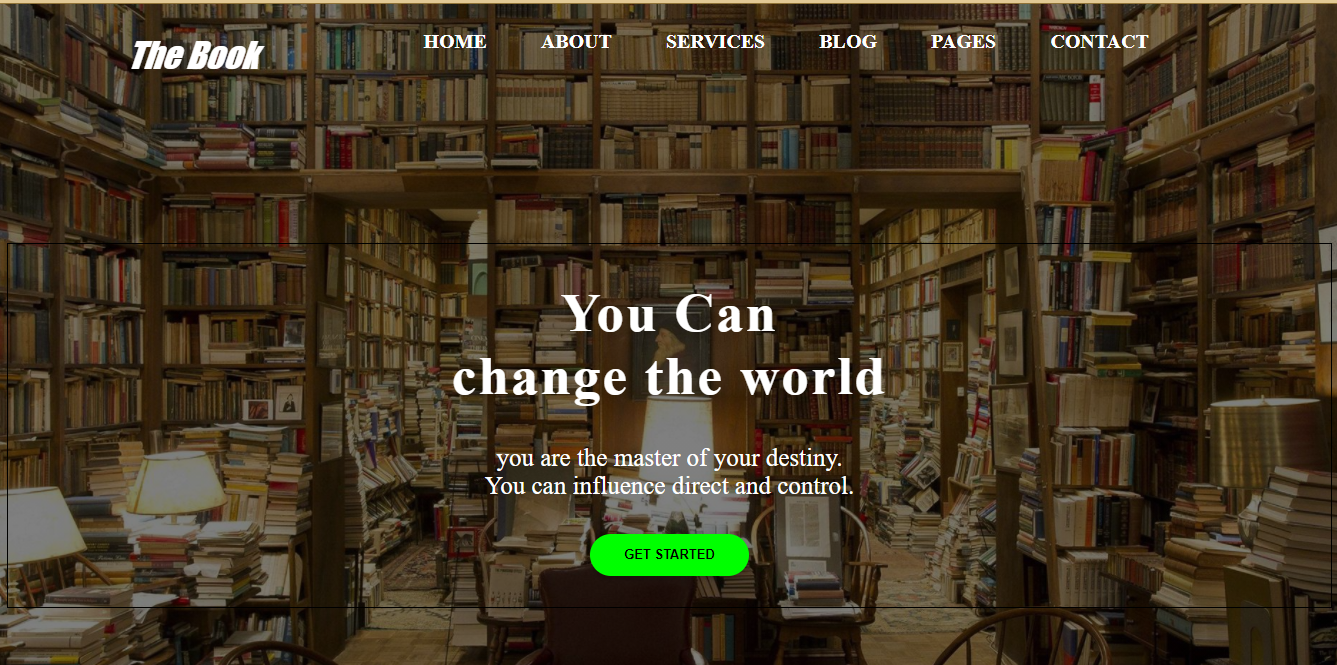 The Book
HOME ABOUT SERVICES BLOG PAGES CONTACT
You Can
change the world
you are the master of your destiny.
You can influence direct and control.
GET STARTED